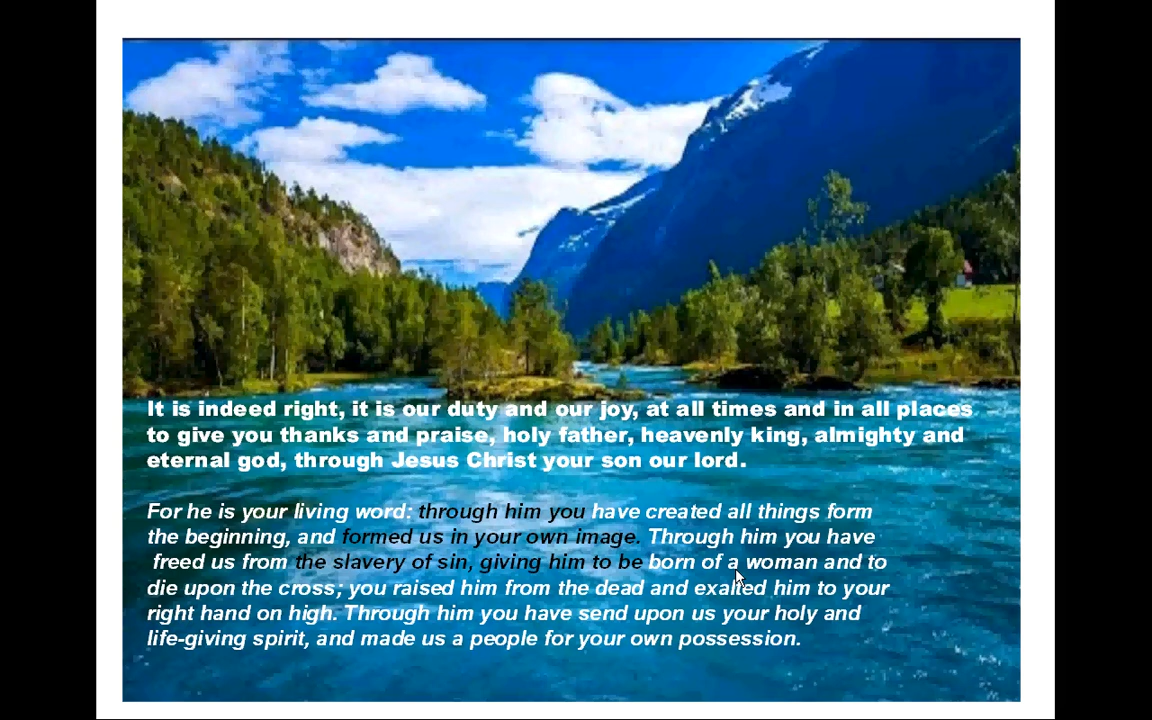 It is indeed right, it is our duty and our joy, at all times and in all places
to give you thanks and praise, holy father, heavenly king, almighty and
eternal god, through Jesus Christ your son our lord.
For he is your living word: through him you have created all things form
the beginning, and formed us in your own image. Through him you have
freed us from the slavery of sin, giving him to be born of a woman and to
die upon the cross; you raised him from the dead and exalted him to your
right hand on high. Through him you have send upon us your holy and
life-giving spirit, and made us a people for your own possession.